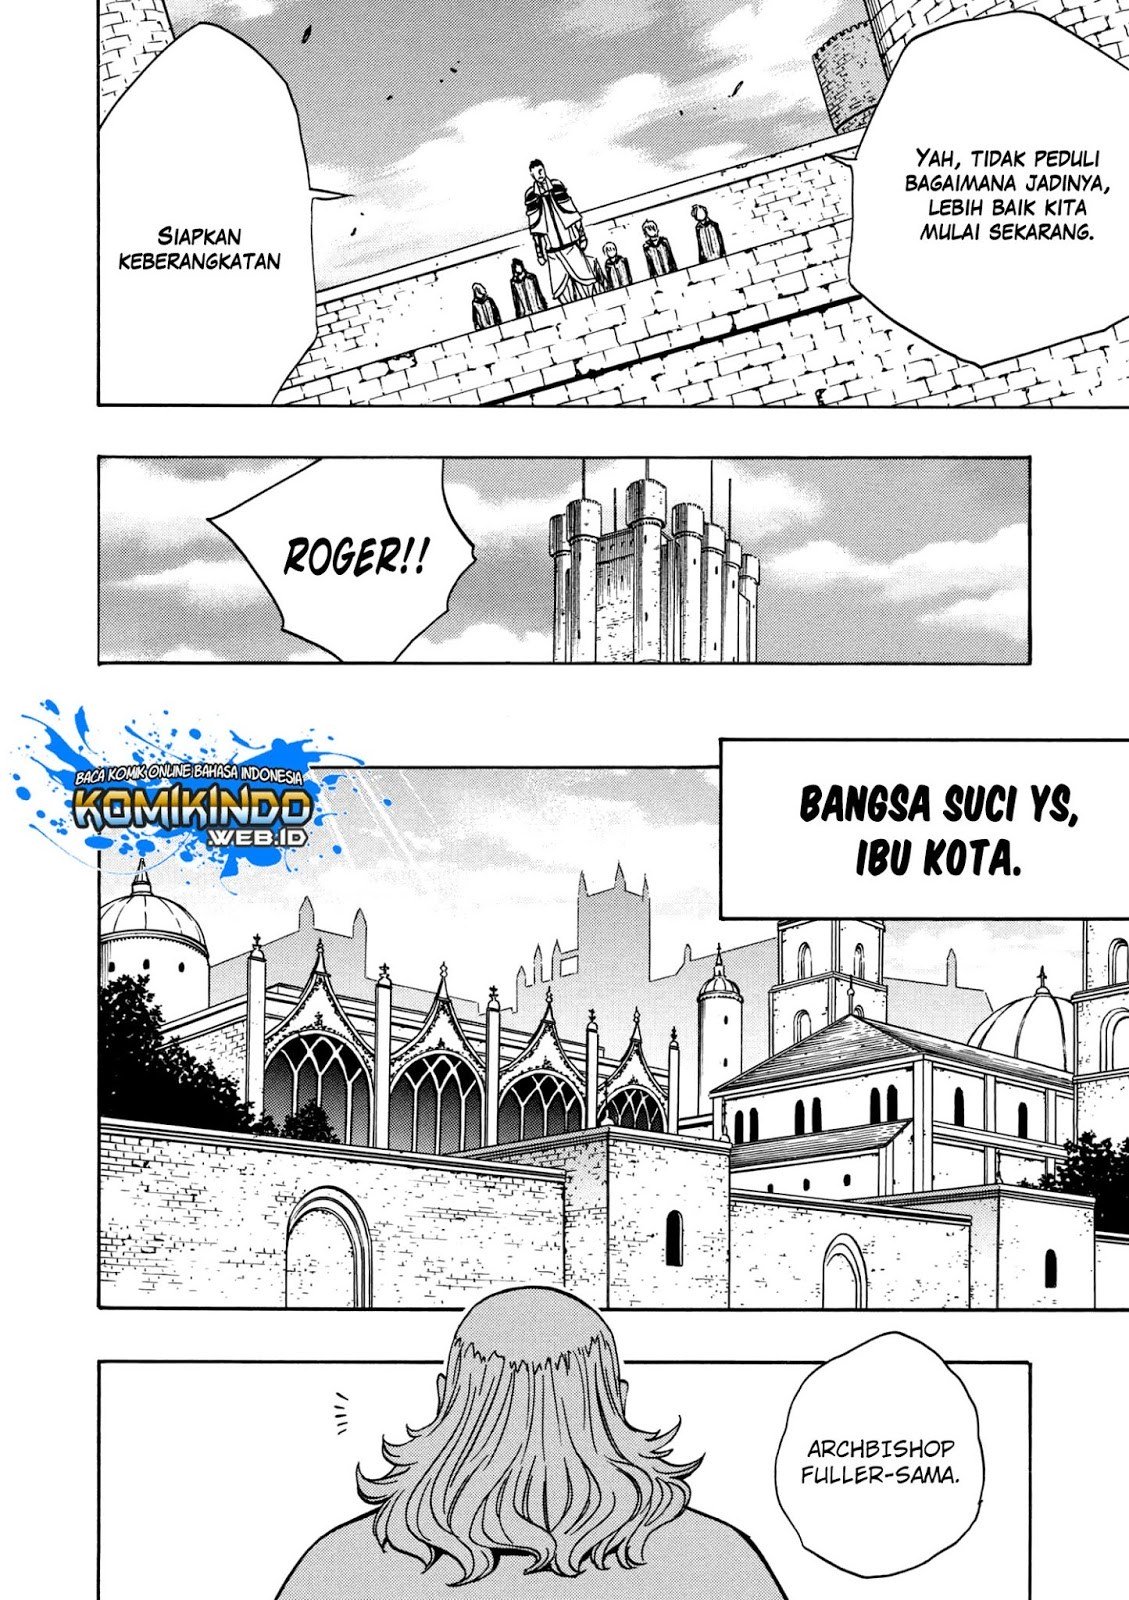 YAH, TIDAK PEDULI
BAGAIMANA JADINYA,
LEBIH BAIK KITA
MULAI SEKARANG.
SIAPKAN
KEBERANGKATAN
ROGER!!
BACA KOMIK ONLINE BAHASA INDONESIA
KOMIKINDO
.WEB.ID
BANGSA SUCI YS,
IBU KOTA.
ARCHBISHOP
FULLER-SAMA.